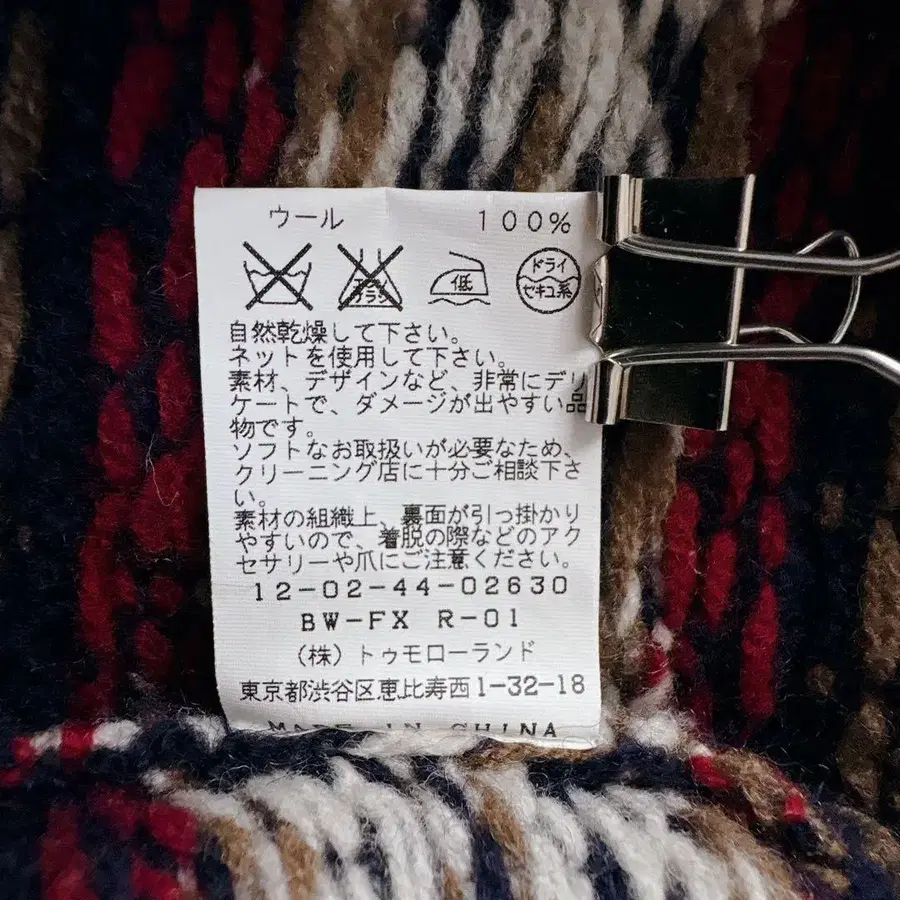 ウール 100%
エンソ サラシ 低 ドライ セキユ系
自然乾燥して下さい。
ネットを使用して下さい。
素材、デザインなど、非常にデリ
ケートで、ダメージが出やすい品
物です。
ソフトなお取扱いが必要なため、
クリーニング店に十分ご相談下さ
い。
素材の組織上、裏面が引っ掛かり
やすいので、着脱の際などのアク
セサリーや爪にご注意ください。
12-02-44-02630
BW-FX R-01
(株)トゥモローランド
東京都渋谷区恵比寿西1-32-18
MADE IN CHINA